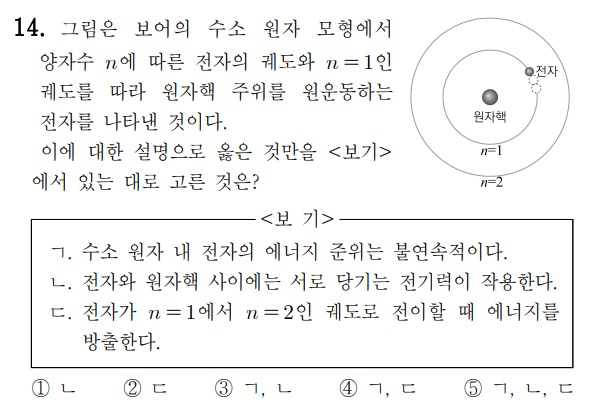 14. 그림은 보어의 수소 원자 모형에서
양자수 n에 따른 전자의 궤도와 n=1인
궤도를 따라 원자핵 주위를 원운동하는
전자를 나타낸 것이다.
이에 대한 설명으로 옳은 것만을 <보기>
에서 있는 대로 고른 것은?
전자
원자핵
n=1
n=2
<보 기>
ㄱ. 수소 원자 내 전자의 에너지 준위는 불연속적이다.
ㄴ. 전자와 원자핵 사이에는 서로 당기는 전기력이 작용한다.
ㄷ. 전자가 n=1에서 n=2인 궤도로 전이할 때 에너지를
방출한다.
① ㄴ ② ㄷ ③ ㄱ, ㄴ ④ ㄱ, ㄷ ⑤ ㄱ, ㄴ, ㄷ